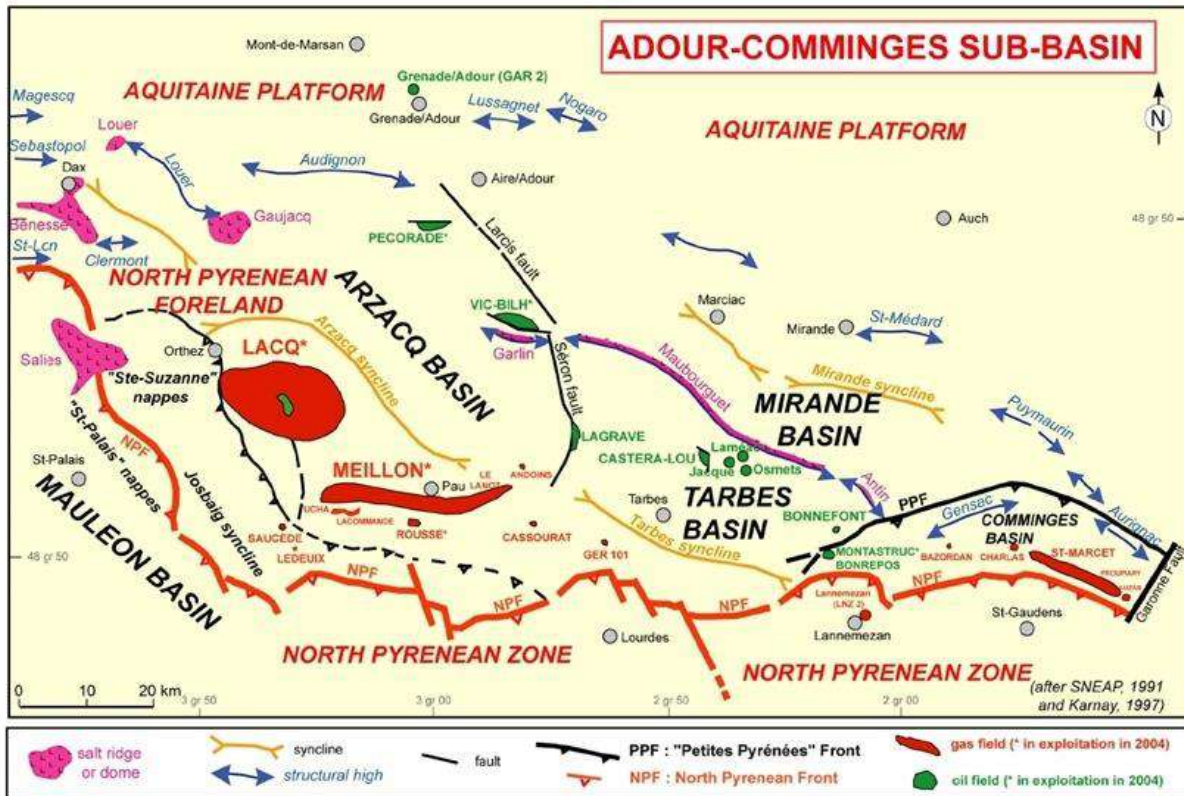 ADOUR-COMMINGES SUB-BASIN
Mont-de-Marsan
Grenade/Adour (GAR 2)
Grenade/Adour
AQUITAINE PLATFORM
Magescq
Louer
Sebastopol
Dax
Louer
Audignon
Lussagnet
Nogaro
AQUITAINE PLATFORM
N
Aire/Adour
Auch
48 gr 50
Benesse
Gaujacq
St-Lcn
Clermont
PECORADE*
Larcis fault
NORTH PYRENEAN
FORELAND
ARZACQ BASIN
VIC-BILH*
Garlin
Marciac
Mirande
St-Médard
Salies
Orthez
LACQ*
Arzacq syncline
"Ste-Suzanne"
nappes
Séron fault
Maubourguet
Mirande syncline
MIRANDE
BASIN
Puymaurin
"St-Palais" nappes
NPF
St-Palais
Josbaig syncline
MAULEON BASIN
LAGRAVE
CASTERA-LOU
Laméac
Jacque
Osmets
MEILLON*
Pau
LE
LANOT
ANDOINS
UCHA
LACOMMANDE
ROUSSE*
CASSOURAT
SAUCEDE
LEDEUIX
48 gr 50
Tarbes
Tarbes syncline
TARBES
BASIN
GER 101
Antin
PPF
BONNEFONT
MONTASTRUC*
BONREPOS
Gensac
COMMINGES
BASIN
Aurignac
BAZORDAN
CHARLAS
ST-MARCET
PROUPIARY
Garonne Fault
NPF
NPF
NPF
NPF
Lannemezan
(LNZ 2)
Lannemezan
St-Gaudens
Lourdes
NORTH PYRENEAN ZONE
NORTH PYRENEAN ZONE
(after SNEAP, 1991
and Karnay, 1997)
0 10 20 km
3 gr 50
3 gr 00
2 gr 50
2 gr 00
salt ridge
or dome
syncline
structural high
fault
PPF : "Petites Pyrénées" Front
NPF : North Pyrenean Front
gas field (* in exploitation in 2004)
oil field (* in exploitation in 2004)